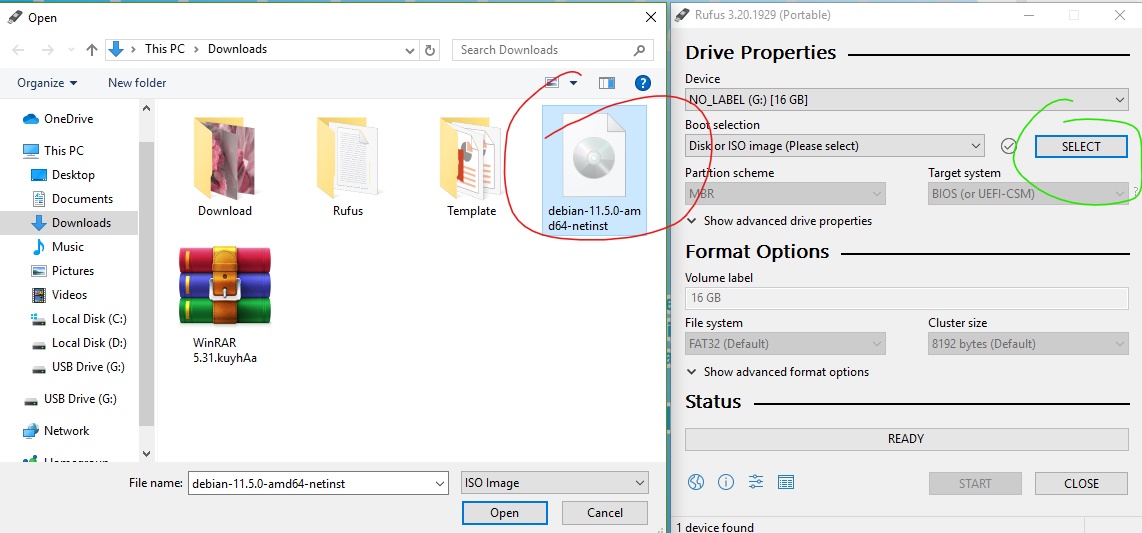 Open
This PC > Downloads
Search Downloads
Organize
New folder
OneDrive
This PC
Desktop
Documents
Downloads
Music
Pictures
Videos
Local Disk (C:)
Local Disk (D:)
USB Drive (G:)
USB Drive (G:)
Network
Homegroup
Download
Rufus
Template
debian-11.5.0-am
d64-netinst
WinRAR
5.31.kuyhAa
File name:
debian-11.5.0-amd64-netinst
ISO Image
Open
Cancel
Rufus 3.20.1929 (Portable)
Drive Properties
Device
NO_LABEL (G:) [16 GB]
Boot selection
Disk or ISO image (Please select)
SELECT
Partition scheme
Target system
MBR
BIOS (or UEFI-CSM)
?
Show advanced drive properties
Format Options
Volume label
16 GB
File system
Cluster size
FAT32 (Default)
8192 bytes (Default)
Show advanced format options
Status
READY
START
CLOSE
1 device found